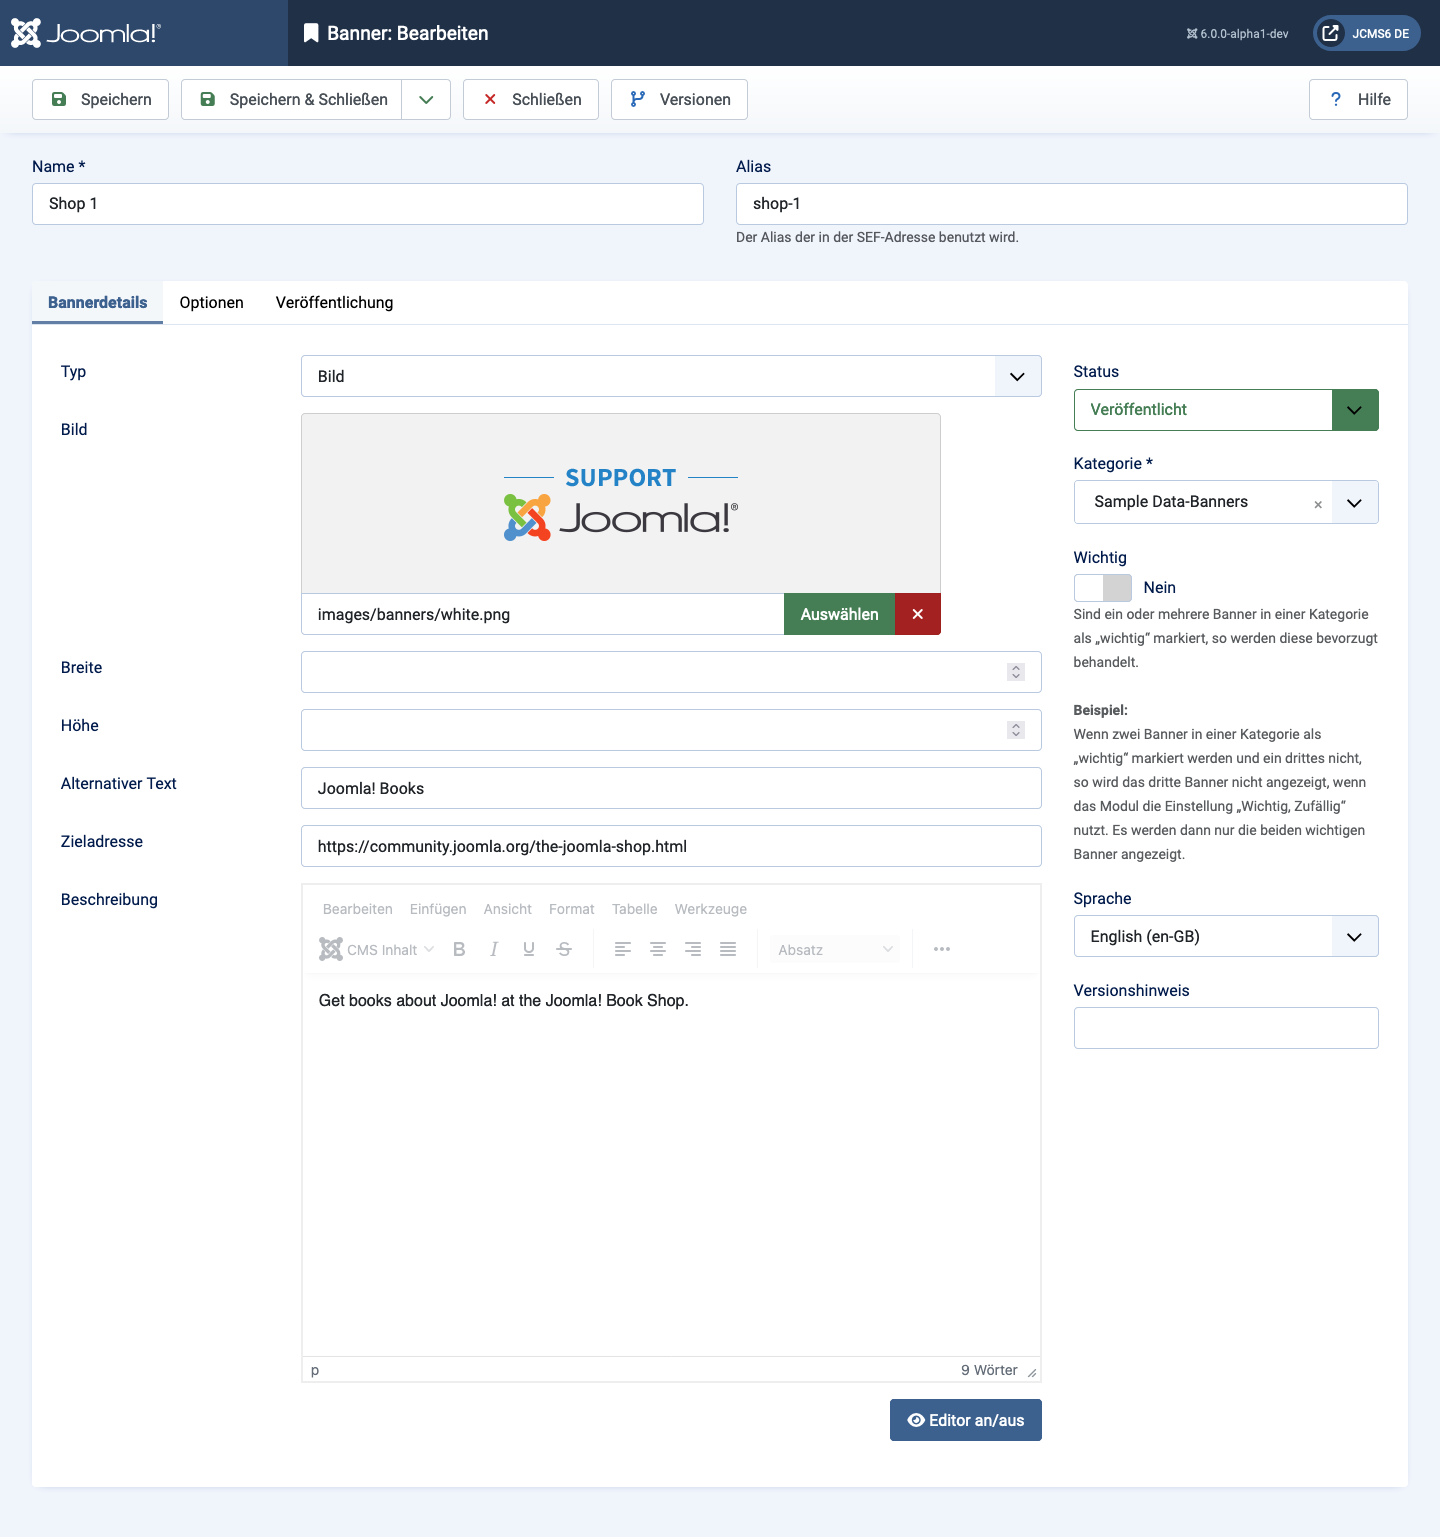 Joomla!®
Banner: Bearbeiten
6.0.0-alpha1-dev
JCMS6 DE
Speichern
Speichern & Schließen
Schließen
Versionen
? Hilfe
Name *
Shop 1
Alias
shop-1
Der Alias der in der SEF-Adresse benutzt wird.
Bannerdetails
Optionen
Veröffentlichung
Typ
Bild
Bild
SUPPORT
Joomla!®
images/banners/white.png
Auswählen
Breite
Höhe
Alternativer Text
Joomla! Books
Zieladresse
https://community.joomla.org/the-joomla-shop.html
Beschreibung
Bearbeiten Einfügen Ansicht Format Tabelle Werkzeuge
CMS Inhalt B I U S Absatz
Get books about Joomla! at the Joomla! Book Shop.
p
9 Wörter
Editor an/aus
Status
Veröffentlicht
Kategorie *
Sample Data-Banners ×
Wichtig
Nein
Sind ein oder mehrere Banner in einer Kategorie
als „wichtig“ markiert, so werden diese bevorzugt
behandelt.
Beispiel:
Wenn zwei Banner in einer Kategorie als
„wichtig“ markiert werden und ein drittes nicht,
so wird das dritte Banner nicht angezeigt, wenn
das Modul die Einstellung „Wichtig, Zufällig“
nutzt. Es werden dann nur die beiden wichtigen
Banner angezeigt.
Sprache
English (en-GB)
Versionshinweis